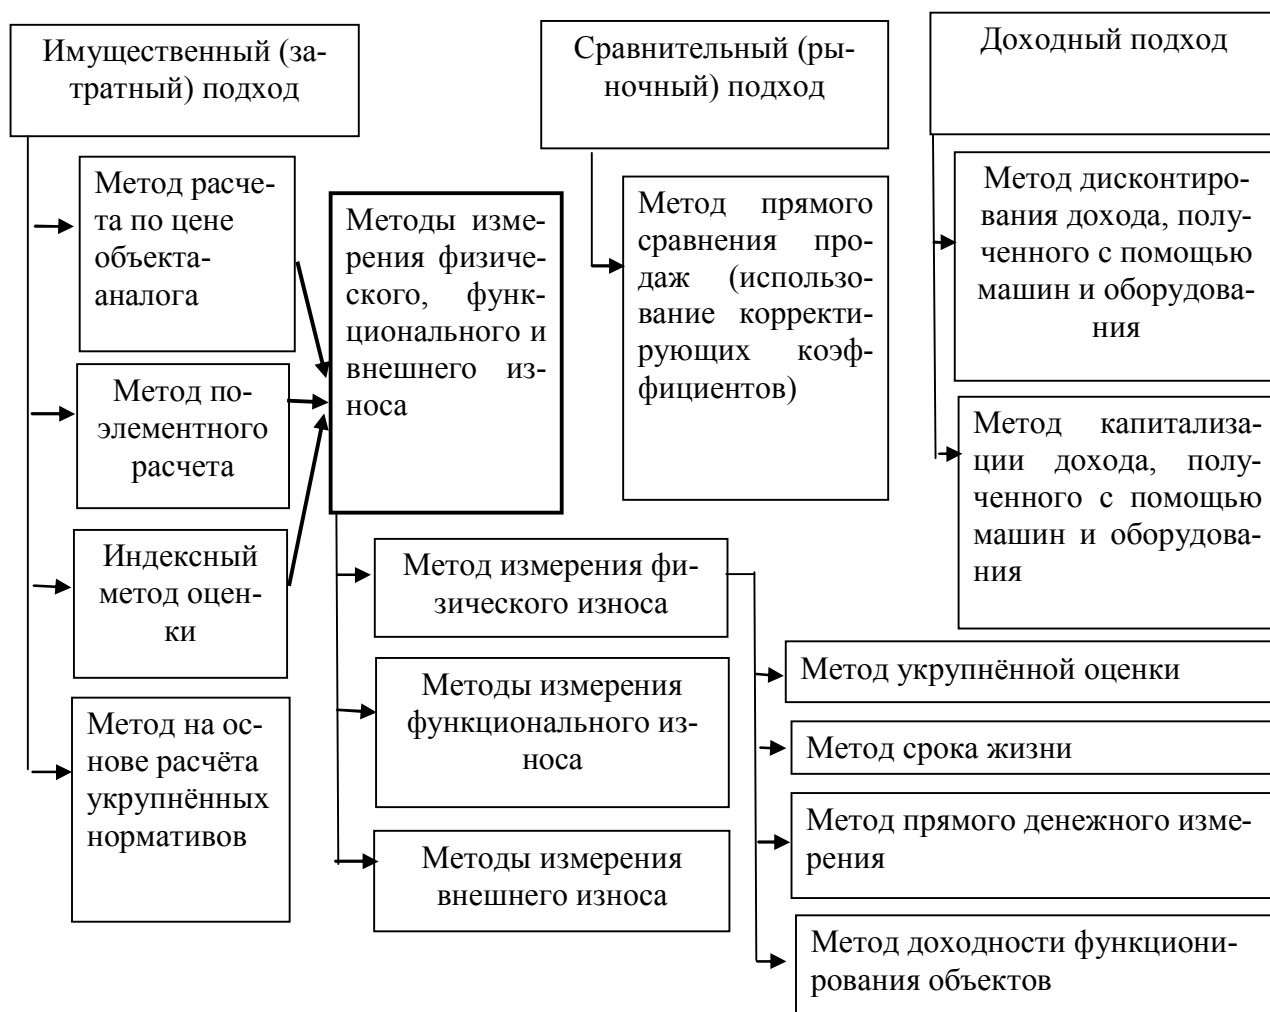 Имущественный (за-
тратный) подход
Сравнительный (ры-
ночный) подход
Доходный подход
Метод расче-
та по цене
объекта-
аналога
Метод по-
элементного
расчета
Индексный
метод оцен-
ки
Метод на ос-
нове расчёта
укрупнённых
нормативов
Методы изме-
рения физиче-
ского, функ-
ционального и
внешнего из-
носа
Метод измерения фи-
зического износа
Методы измерения
функционального из-
носа
Методы измерения
внешнего износа
Метод прямого
сравнения про-
даж (использо-
вание корректи-
рующих коэф-
фициентов)
Метод дисконтиро-
вания дохода, полу-
ченного с помощью
машин и оборудова-
ния
Метод капитализа-
ции дохода, полу-
ченного с помощью
машин и оборудова-
ния
Метод укрупнённой оценки
Метод срока жизни
Метод прямого денежного изме-
рения
Метод доходности функциони-
рования объектов